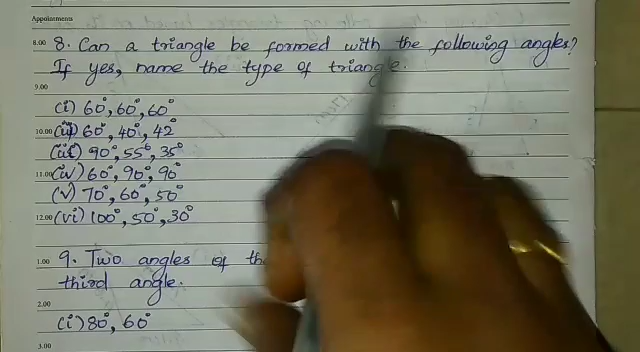 Appointments
8.00 8. Can a triangle be formed with the following angles?
If yes, name the type of triangle.
9.00
(i) 60°, 60°, 60°
10.00 (ii) 60°, 40°, 42°
(iii) 90°, 55°, 35°
11.00 (iv) 60°, 90°, 90°
(v) 70°, 60°, 50°
12.00 (vi) 100°, 50°, 30°
1.00 9. Two angles of
third angle.
2.00
(i) 80°, 60°
3.00